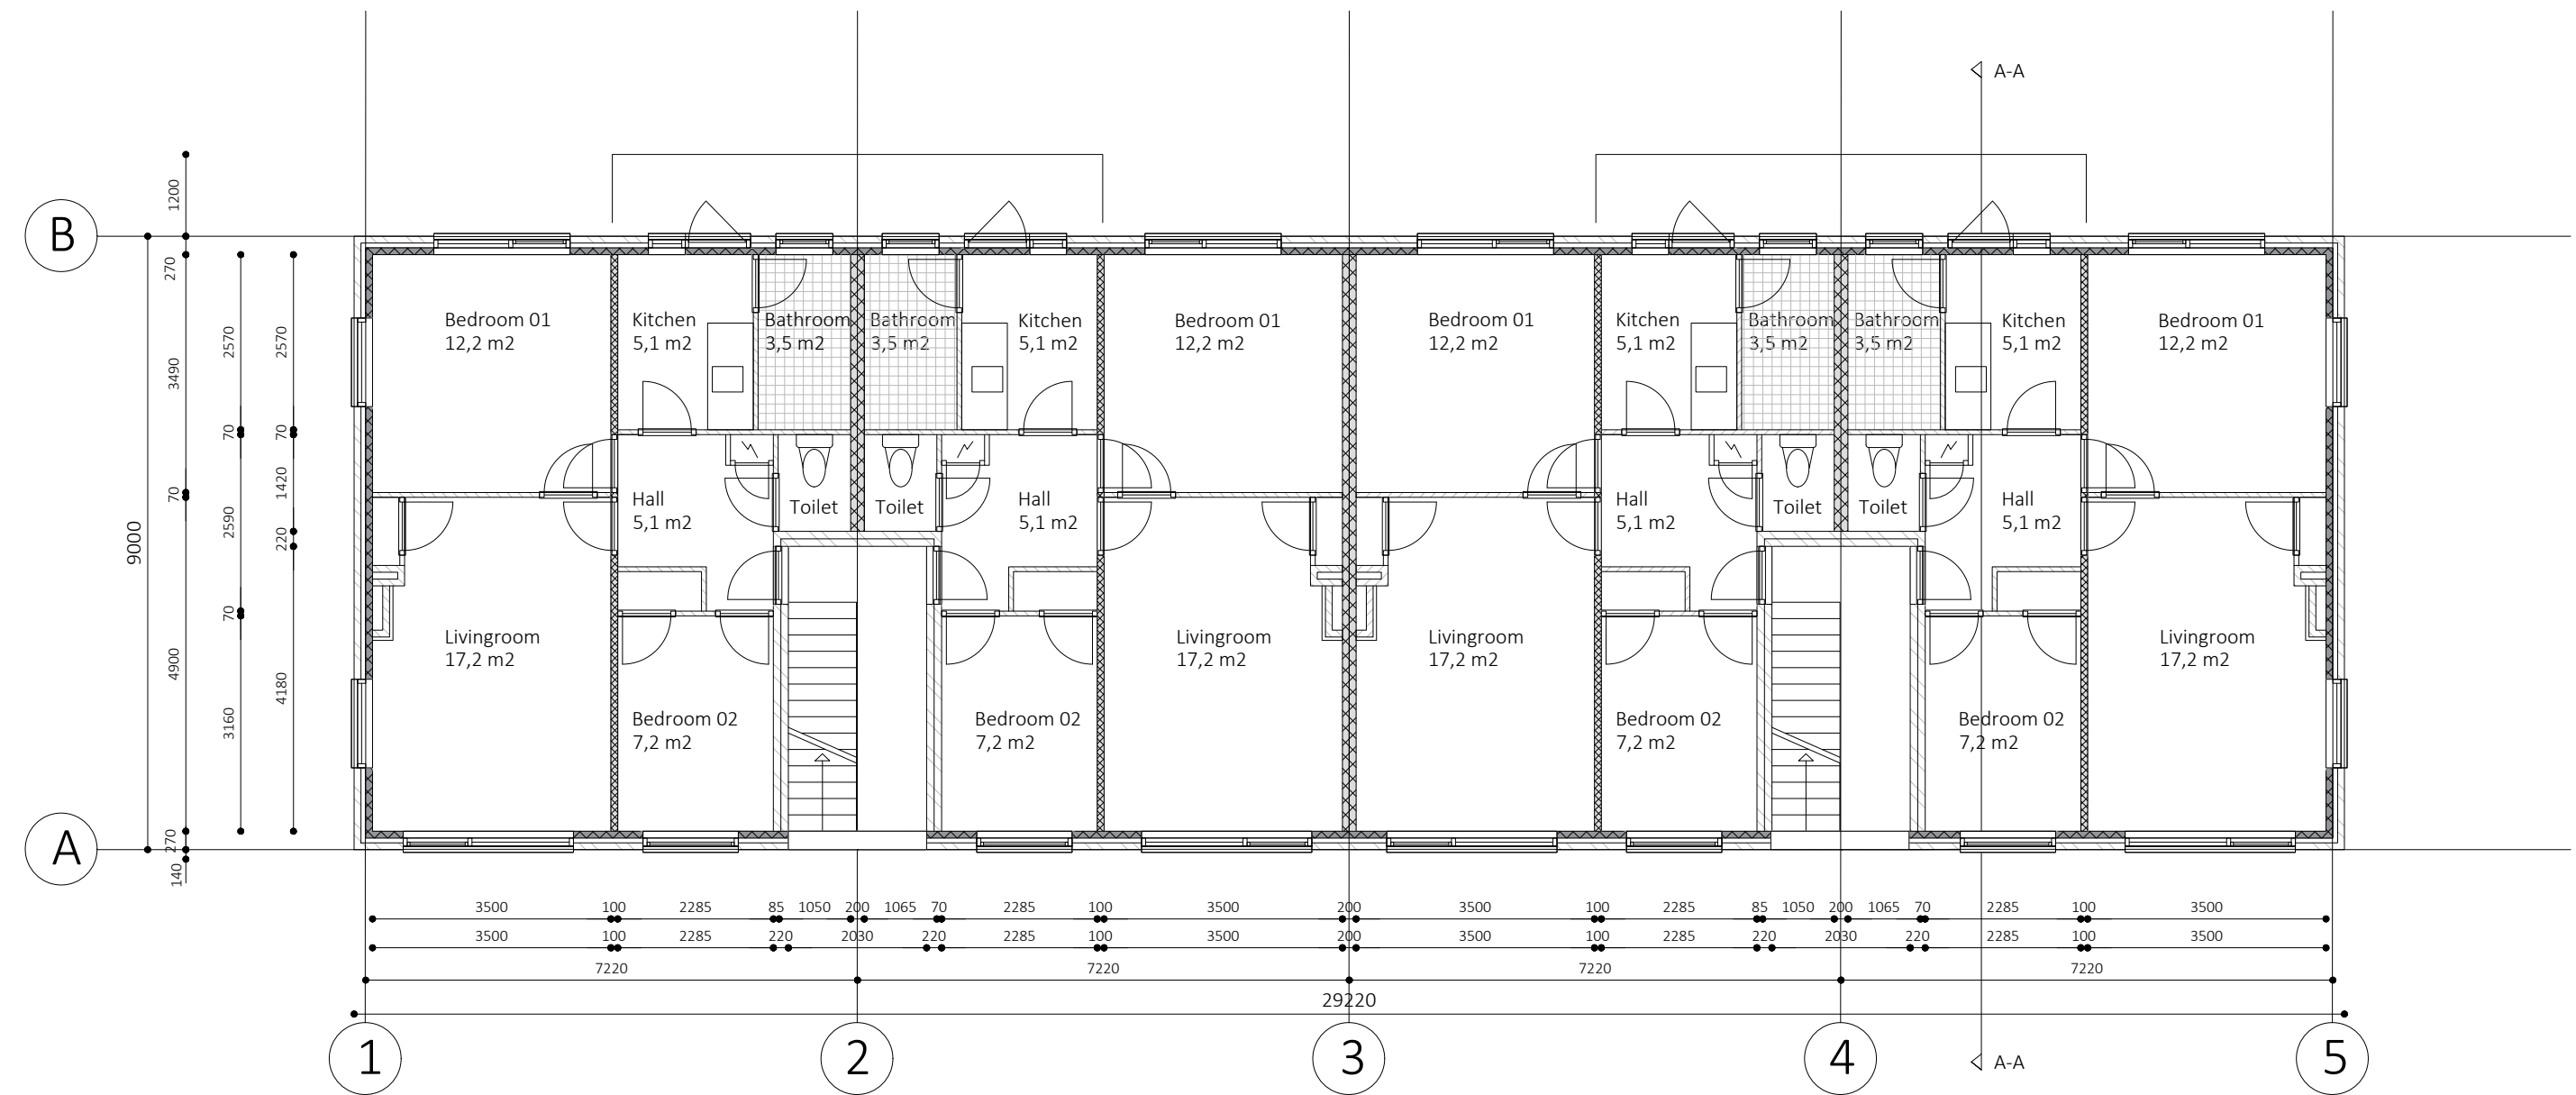 A-A
B
1200
270
3490
70
4900
270
140
9000
2570
70
2590
70
3160
2570
70
1420
220
4180
Bedroom 01
12,2 m2
Kitchen
5,1 m2
Bathroom
3,5 m2
Bathroom
3,5 m2
Kitchen
5,1 m2
Bedroom 01
12,2 m2
Bedroom 01
12,2 m2
Kitchen
5,1 m2
Bathroom
3,5 m2
Bathroom
3,5 m2
Kitchen
5,1 m2
Bedroom 01
12,2 m2
Hall
5,1 m2
Toilet
Toilet
Hall
5,1 m2
Hall
5,1 m2
Toilet
Toilet
Hall
5,1 m2
Livingroom
17,2 m2
Livingroom
17,2 m2
Livingroom
17,2 m2
Livingroom
17,2 m2
Bedroom 02
7,2 m2
Bedroom 02
7,2 m2
Bedroom 02
7,2 m2
Bedroom 02
7,2 m2
A
3500 100 2285 85 1050 200 1065 70 2285 100 3500 200 3500 100 2285 85 1050 200 1065 70 2285 100 3500
3500 100 2285 220 2030 220 2285 100 3500 200 3500 100 2285 220 2030 220 2285 100 3500
7220 7220 7220 7220
29220
1 2 3 4 5
A-A